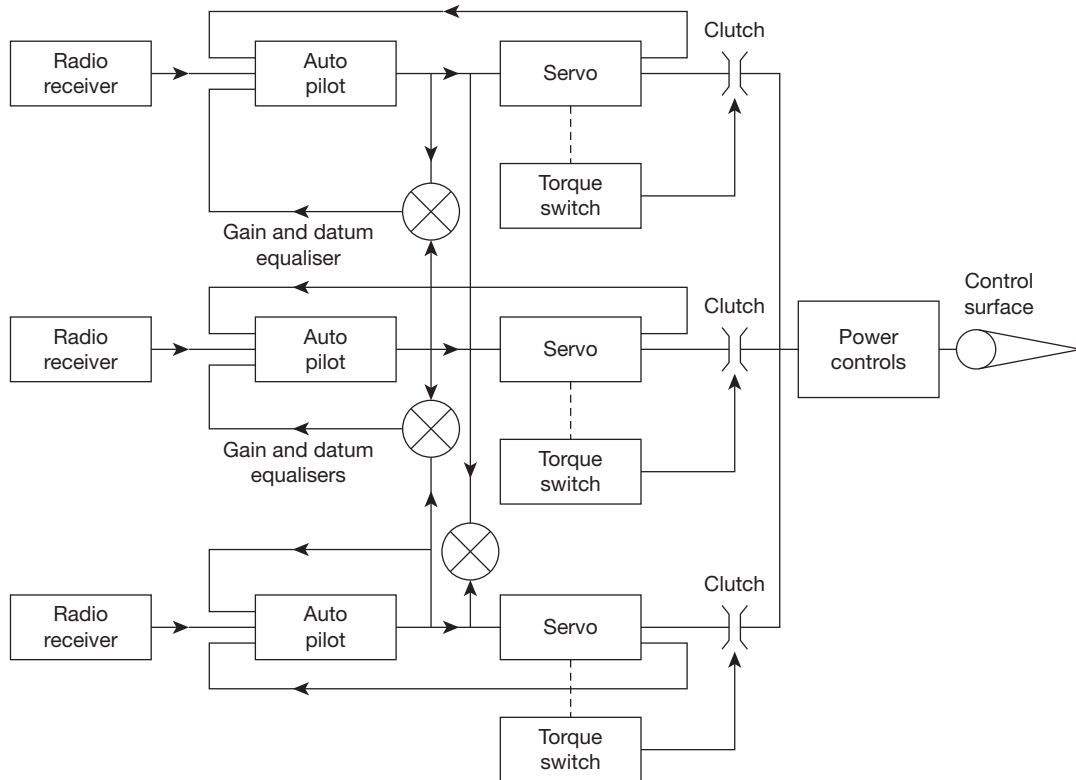 Radio
receiver
Auto
pilot
Servo
Clutch
Torque
switch
Gain and datum
equaliser
Radio
receiver
Auto
pilot
Servo
Clutch
Power
controls
Control
surface
Gain and datum
equalisers
Torque
switch
Radio
receiver
Auto
pilot
Servo
Clutch
Torque
switch